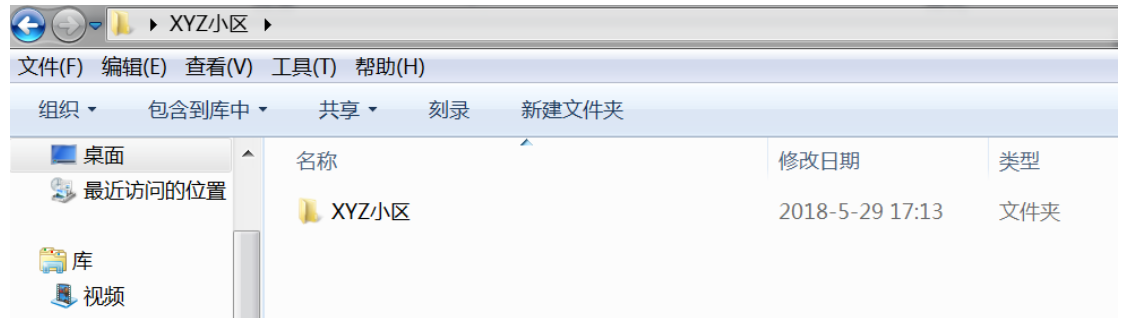 XYZ小区
文件(F) 编辑(E) 查看(V) 工具(T) 帮助(H)
组织 包含到库中 共享 刻录 新建文件夹
桌面 名称 修改日期 类型
最近访问的位置
XYZ小区 2018-5-29 17:13 文件夹
库
视频